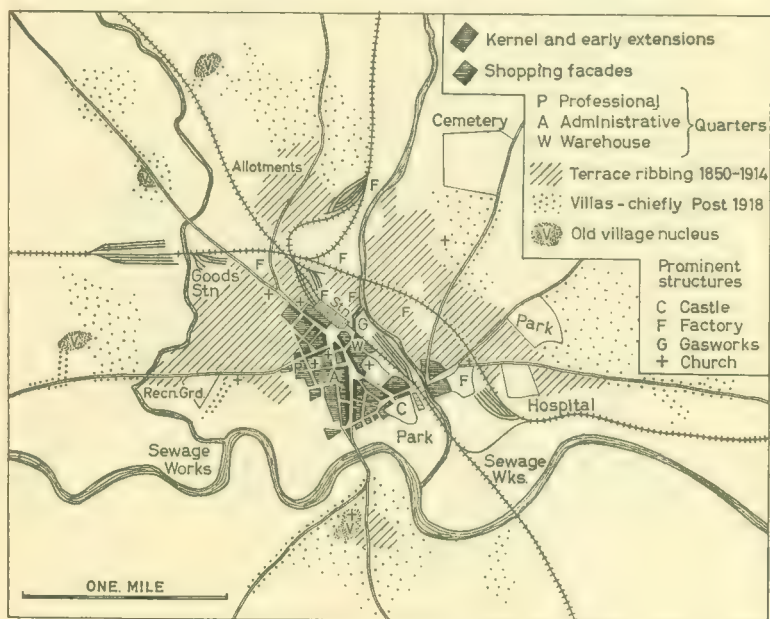 Kernel and early extensions
Shopping facades
P Professional
A Administrative
W Warehouse
Quarters
Terrace ribbing 1850-1914
Villas - chiefly Post 1918
V Old village nucleus
Prominent structures
C Castle
F Factory
G Gasworks
+ Church
V
Cemetery
Allotments
F
V
F
F
Goods Stn.
F
F
Stn
F
G
W
Park
V
P
A
F
Recn. Grd.
C
Hospital
Park
Sewage Works
Sewage Wks.
V
ONE MILE